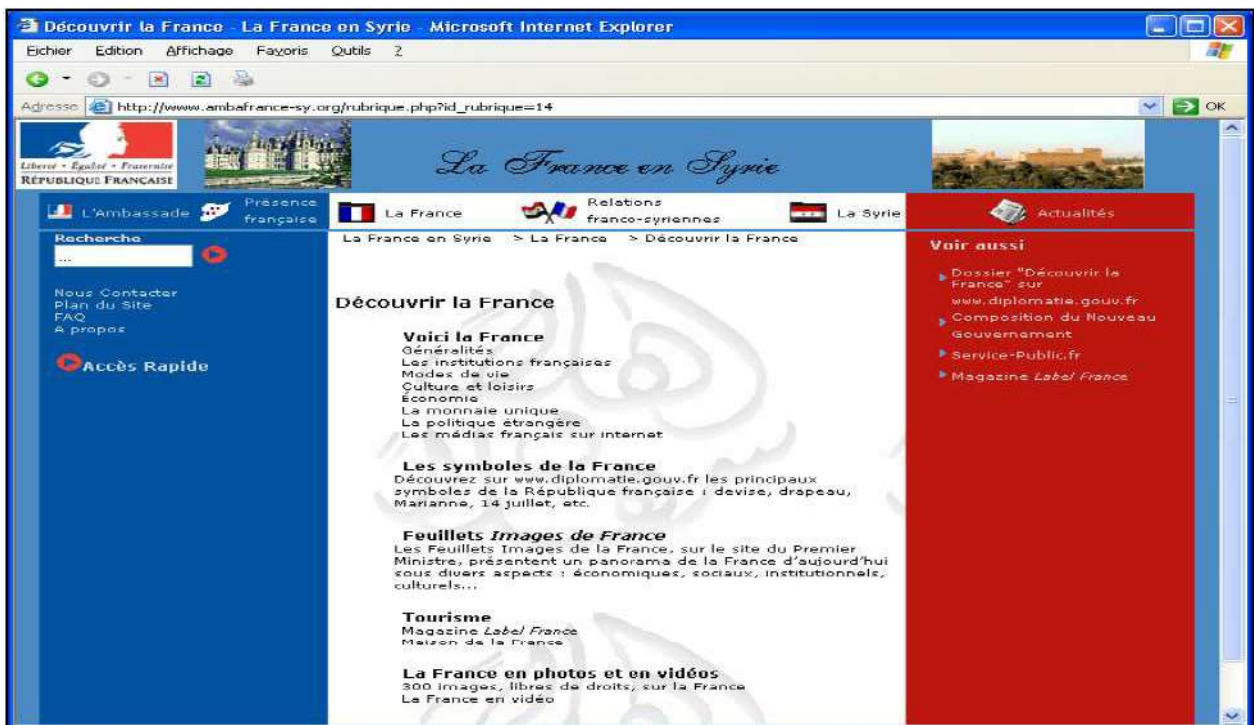 Découvrir la France - La France en Syrie - Microsoft Internet Explorer
Fichier Edition Affichage Favoris Outils ?
Adresse http://www.ambafrance-sy.org/rubrique.php?id_rubrique=14 OK
Liberté • Égalité • Fraternité
RÉPUBLIQUE FRANÇAISE
La France en Syrie
L'Ambassade
Présence
française
La France
Relations
franco-syriennes
La Syrie
Actualités
Recherche
...
Nous Contacter
Plan du Site
FAQ
A propos
Accès Rapide
La France en Syrie > La France > Découvrir la France
Découvrir la France
Voici la France
Généralités
Les institutions françaises
Modes de vie
Culture et loisirs
Économie
La monnaie unique
La politique étrangère
Les médias français sur internet
Les symboles de la France
Découvrez sur www.diplomatie.gouv.fr les principaux
symboles de la République française : devise, drapeau,
Marianne, 14 juillet, etc.
Feuillets Images de France
Les Feuillets Images de la France, sur le site du Premier
Ministre, présentent un panorama de la France d'aujourd'hui
sous divers aspects : économiques, sociaux, institutionnels,
culturels...
Tourisme
Magazine Label France
Maison de la France
La France en photos et en vidéos
300 images, libres de droits, sur la France
La France en vidéo
Voir aussi
Dossier "Découvrir la
France" sur
www.diplomatie.gouv.fr
Composition du Nouveau
Gouvernement
Service-Public.fr
Magazine Label France